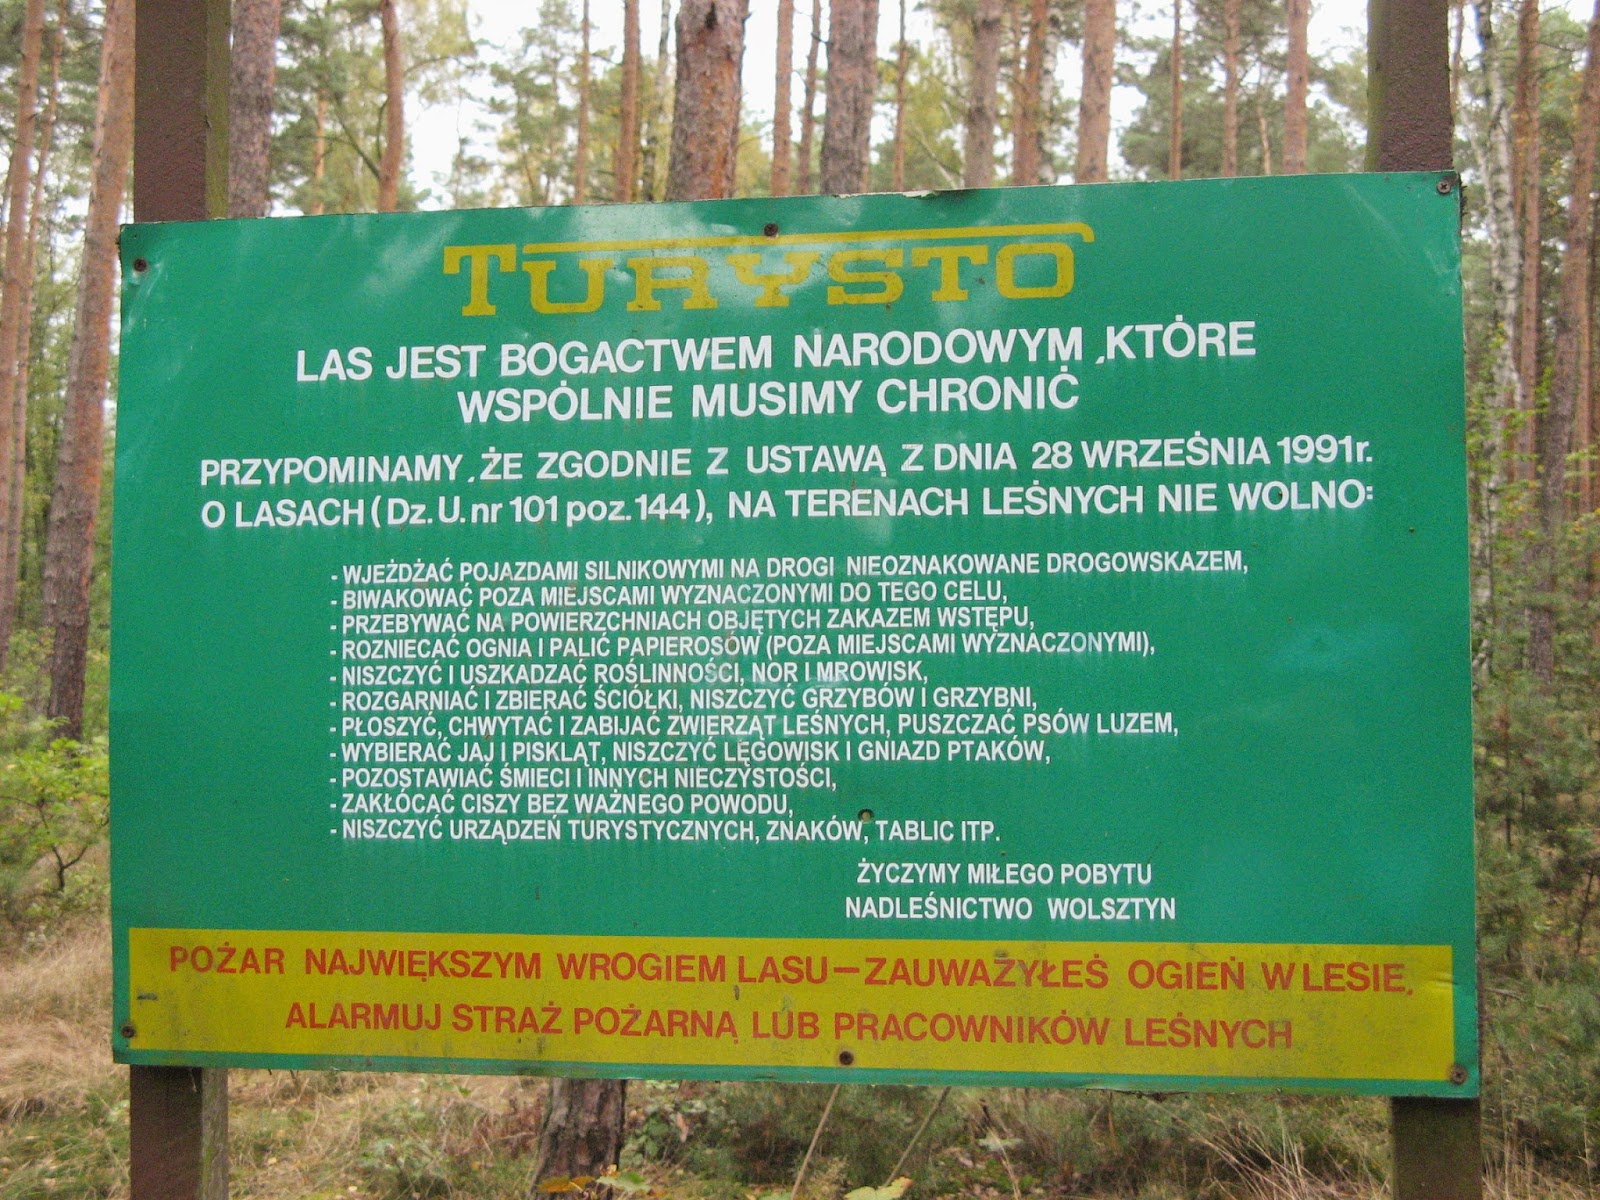 TURYSTO
LAS JEST BOGACTWEM NARODOWYM ,KTÓRE
WSPÓLNIE MUSIMY CHRONIĆ
PRZYPOMINAMY ,ŻE ZGODNIE Z USTAWĄ Z DNIA 28 WRZEŚNIA 1991r.
O LASACH ( Dz. U. nr 101 poz. 144 ), NA TERENACH LEŚNYCH NIE WOLNO:
- WJEŻDŻAĆ POJAZDAMI SILNIKOWYMI NA DROGI NIEOZNAKOWANE DROGOWSKAZEM,
- BIWAKOWAĆ POZA MIEJSCAMI WYZNACZONYMI DO TEGO CELU,
- PRZEBYWAĆ NA POWIERZCHNIACH OBJĘTYCH ZAKAZEM WSTĘPU,
- ROZNIECAĆ OGNIA I PALIĆ PAPIEROSÓW (POZA MIEJSCAMI WYZNACZONYMI),
- NISZCZYĆ I USZKADZAĆ ROŚLINNOŚCI, NOR I MROWISK,
- ROZGARNIAĆ I ZBIERAĆ ŚCIÓŁKI, NISZCZYĆ GRZYBÓW I GRZYBNI,
- PŁOSZYĆ, CHWYTAĆ I ZABIJAĆ ZWIERZĄT LEŚNYCH, PUSZCZAĆ PSÓW LUZEM,
- WYBIERAĆ JAJ I PISKLĄT, NISZCZYĆ LĘGOWISK I GNIAZD PTAKÓW,
- POZOSTAWIAĆ ŚMIECI I INNYCH NIECZYSTOŚCI,
- ZAKŁÓCAĆ CISZY BEZ WAŻNEGO POWODU,
- NISZCZYĆ URZĄDZEŃ TURYSTYCZNYCH, ZNAKÓW, TABLIC ITP.
ŻYCZYMY MIŁEGO POBYTU
NADLEŚNICTWO WOLSZTYN
POŻAR NAJWIĘKSZYM WROGIEM LASU — ZAUWAŻYŁEŚ OGIEŃ W LESIE,
ALARMUJ STRAŻ POŻARNĄ LUB PRACOWNIKÓW LEŚNYCH